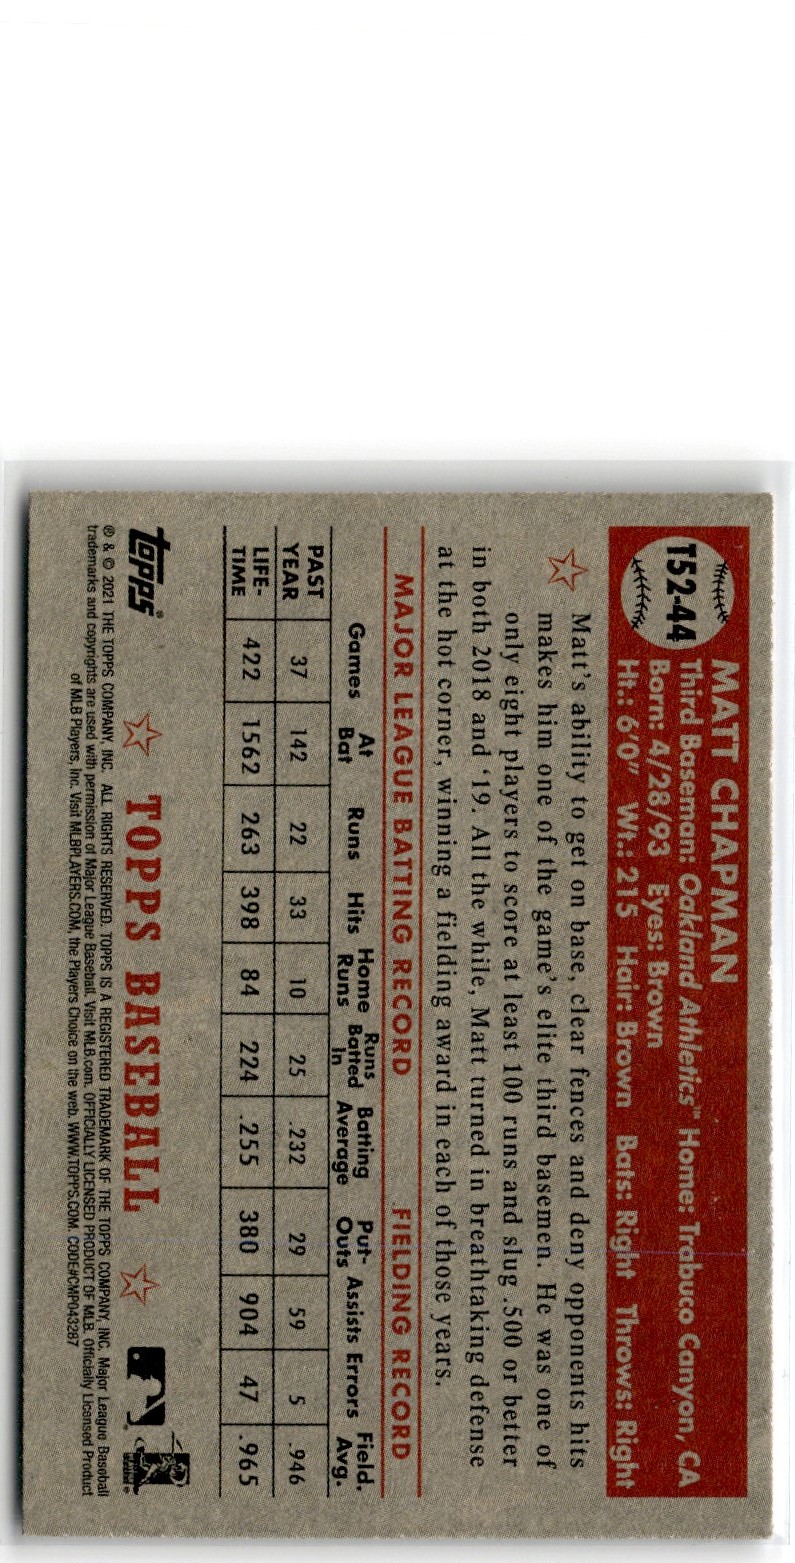 T52-44
MATT CHAPMAN
Third Baseman: Oakland Athletics™ Home: Trabuco Canyon, CA
Born: 4/28/93 Eyes: Brown
Ht.: 6'0" Wt.: 215 Hair: Brown Bats: Right Throws: Right
Matt's ability to get on base, clear fences and deny opponents hits
makes him one of the game's elite third basemen. He was one of
only eight players to score at least 100 runs and slug .500 or better
in both 2018 and ‘19. All the while, Matt turned in breathtaking defense
at the hot corner, winning a fielding award in each of those years.
MAJOR LEAGUE BATTING RECORD FIELDING RECORD
Games At Bat Runs Hits Home Runs Runs Batted In Batting Average Put-Outs Assists Errors Field. Avg.
PAST YEAR 37 142 22 33 10 25 .232 29 59 5 .946
LIFE-TIME 422 1562 263 398 84 224 .255 380 904 47 .965
topps® TOPPS BASEBALL
® & © 2021 THE TOPPS COMPANY, INC. ALL RIGHTS RESERVED. TOPPS IS A REGISTERED TRADEMARK OF THE TOPPS COMPANY, INC. Major League Baseball
trademarks and copyrights are used with permission of Major League Baseball. Visit MLB.com. OFFICIALLY LICENSED PRODUCT OF MLB. Officially Licensed Product
of MLB Players, Inc. Visit MLBPLAYERS.COM, the Players Choice on the web. WWW.TOPPS.COM. CODE#CMP043287